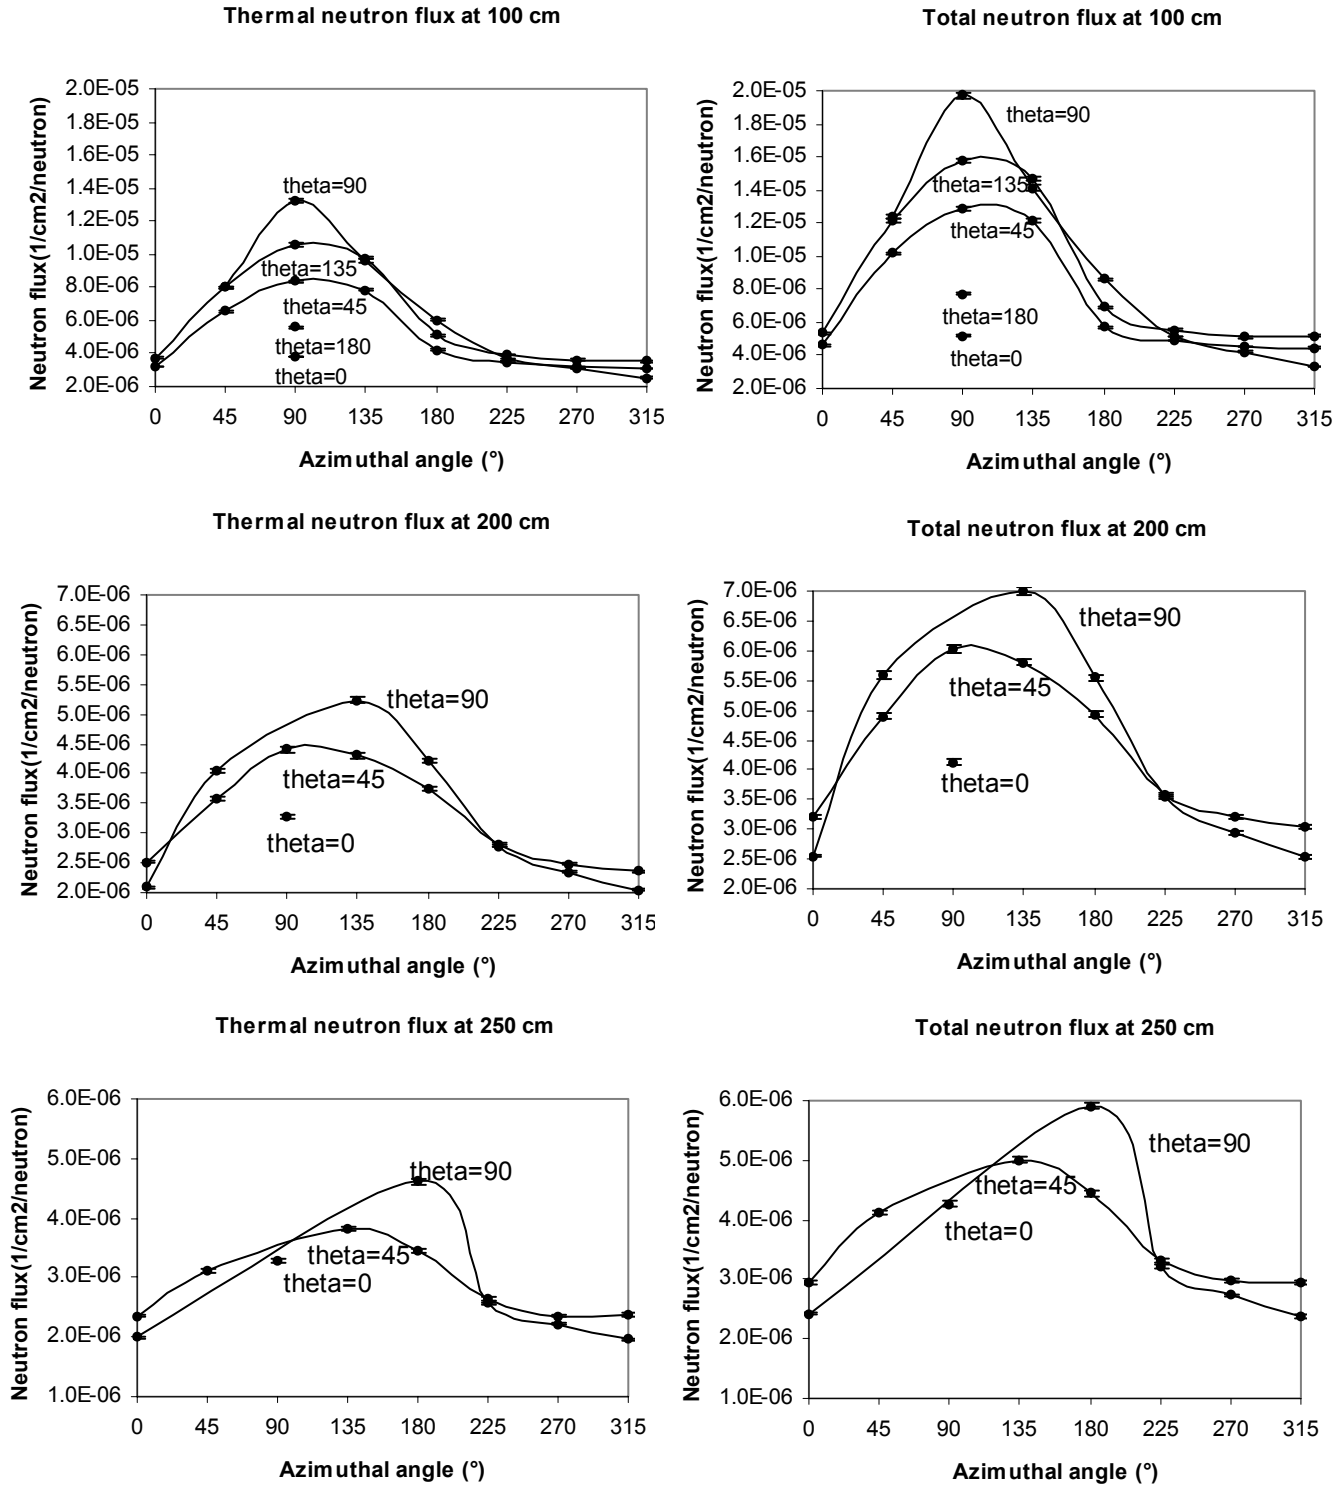 Thermal neutron flux at 100 cm
Neutron flux(1/cm2/neutron)
2.0E-05
1.8E-05
1.6E-05
1.4E-05
1.2E-05
1.0E-05
8.0E-06
6.0E-06
4.0E-06
2.0E-06
theta=90
theta=135
theta=45
theta=180
theta=0
0 45 90 135 180 225 270 315
Azimuthal angle (°)
Total neutron flux at 100 cm
Neutron flux(1/cm2/neutron)
2.0E-05
1.8E-05
1.6E-05
1.4E-05
1.2E-05
1.0E-05
8.0E-06
6.0E-06
4.0E-06
2.0E-06
theta=90
theta=135
theta=45
theta=180
theta=0
0 45 90 135 180 225 270 315
Azimuthal angle (°)
Thermal neutron flux at 200 cm
Neutron flux(1/cm2/neutron)
7.0E-06
6.5E-06
6.0E-06
5.5E-06
5.0E-06
4.5E-06
4.0E-06
3.5E-06
3.0E-06
2.5E-06
2.0E-06
theta=90
theta=45
theta=0
0 45 90 135 180 225 270 315
Azimuthal angle (°)
Total neutron flux at 200 cm
Neutron flux(1/cm2/neutron)
7.0E-06
6.5E-06
6.0E-06
5.5E-06
5.0E-06
4.5E-06
4.0E-06
3.5E-06
3.0E-06
2.5E-06
2.0E-06
theta=90
theta=45
theta=0
0 45 90 135 180 225 270 315
Azimuthal angle (°)
Thermal neutron flux at 250 cm
Neutron flux(1/cm2/neutron)
6.0E-06
5.0E-06
4.0E-06
3.0E-06
2.0E-06
1.0E-06
theta=90
theta=45
theta=0
0 45 90 135 180 225 270 315
Azimuthal angle (°)
Total neutron flux at 250 cm
Neutron flux(1/cm2/neutron)
6.0E-06
5.0E-06
4.0E-06
3.0E-06
2.0E-06
1.0E-06
theta=90
theta=45
theta=0
0 45 90 135 180 225 270 315
Azimuthal angle (°)